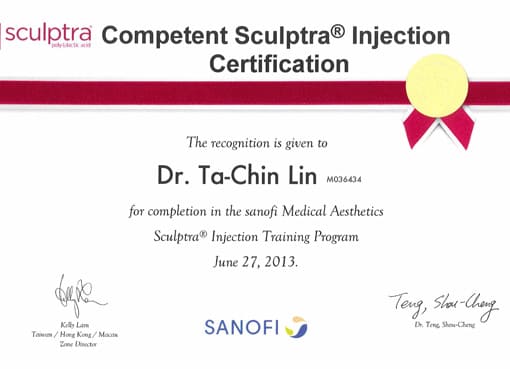 sculptra
poly-l-lactic acid
Competent Sculptra® Injection
Certification
The recognition is given to
Dr. Ta-Chin Lin M036434
for completion in the sanofi Medical Aesthetics
Sculptra® Injection Training Program
June 27, 2013.
Teng, Shou-Cheng
Kelly Lam
Taiwan / Hong Kong / Macau
Zone Director
SANOFI
Dr. Teng, Shou-Cheng